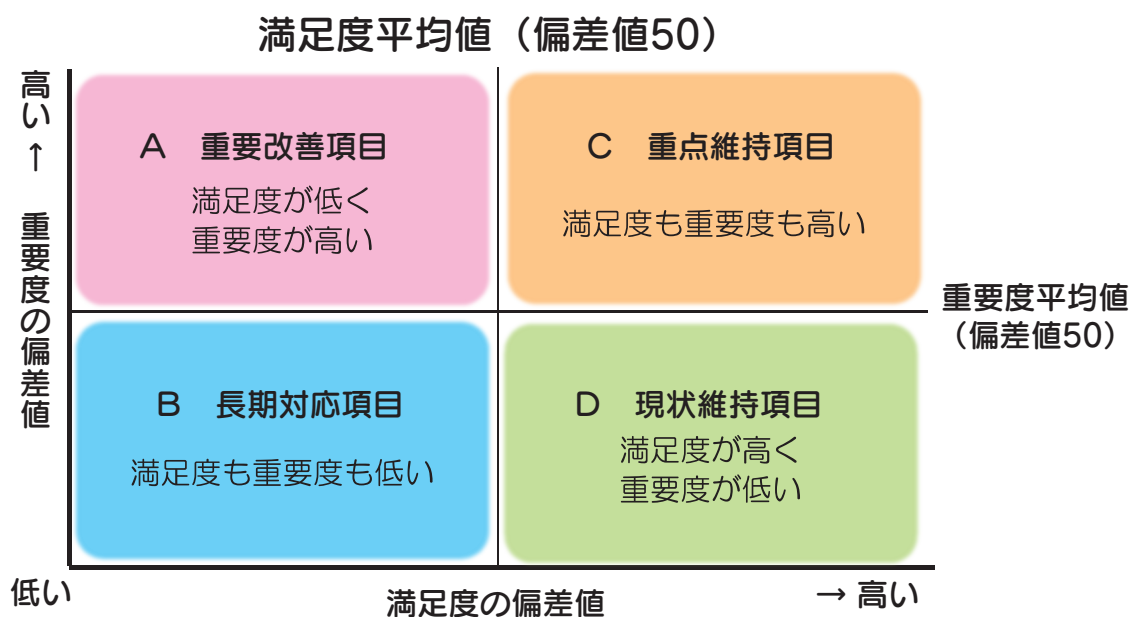 満足度平均値（偏差値50）
高い ↑ 重要度の偏差値
A 重要改善項目
満足度が低く
重要度が高い
C 重点維持項目
満足度も重要度も高い
重要度平均値
（偏差値50）
B 長期対応項目
満足度も重要度も低い
D 現状維持項目
満足度が高く
重要度が低い
低い
満足度の偏差値
→ 高い